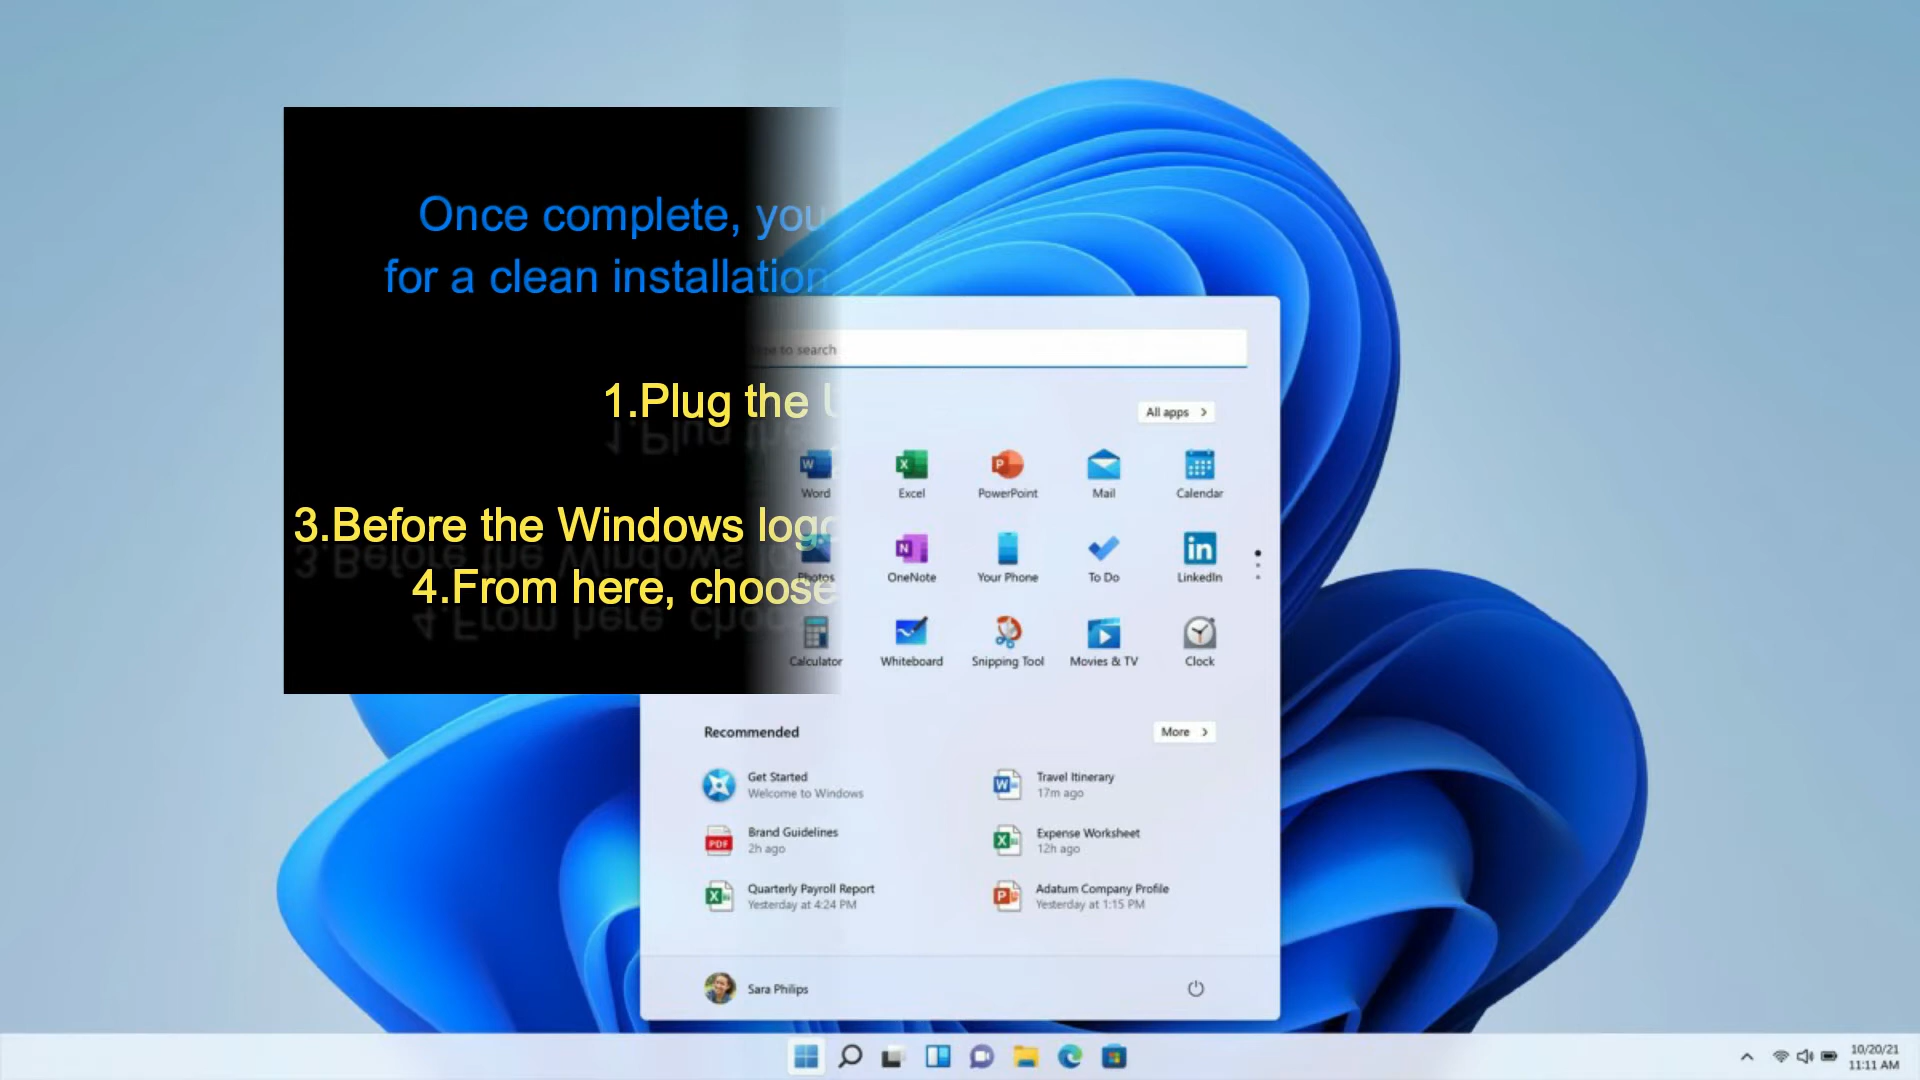 Once complete, you
for a clean installation
1.Plug the
3.Before the Windows logo
4.From here, choose
to search
All apps
Word
Excel
PowerPoint
Mail
Calendar
Photos
OneNote
Your Phone
To Do
LinkedIn
Calculator
Whiteboard
Snipping Tool
Movies & TV
Clock
Recommended
More
Get Started
Welcome to Windows
Travel Itinerary
17m ago
Brand Guidelines
2h ago
Expense Worksheet
12h ago
Quarterly Payroll Report
Yesterday at 4:24 PM
Adatum Company Profile
Yesterday at 1:15 PM
Sara Philips
10/20/21
11:11 AM